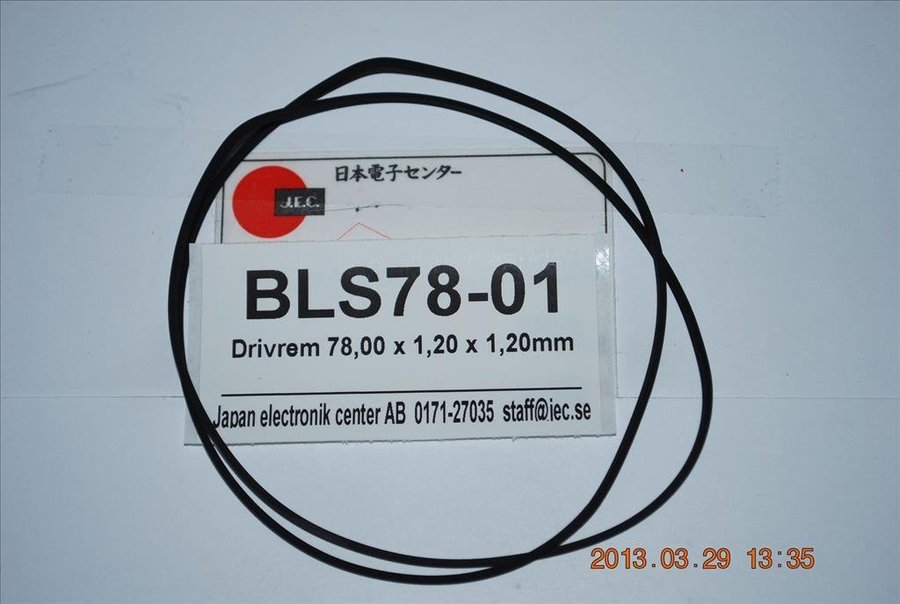 日本電子センター
J.E.C.
BLS78-01
Drivrem 78,00 x 1,20 x 1,20mm
Japan electronik center AB 0171-27035 staff@jec.se
2013.03.29 13:35